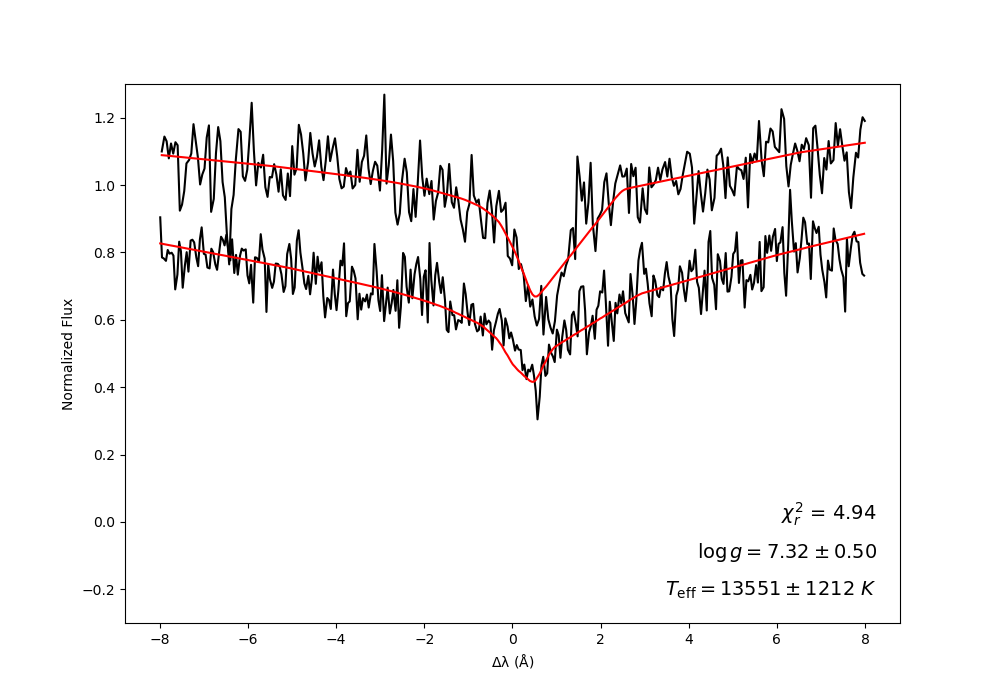 1.2
1.0
0.8
0.6
0.4
0.2
0.0
−0.2
Normalized Flux
χ²ᵣ = 4.94
log g = 7.32 ± 0.50
T_eff = 13551 ± 1212 K
−8 −6 −4 −2 0 2 4 6 8
Δλ (Å)